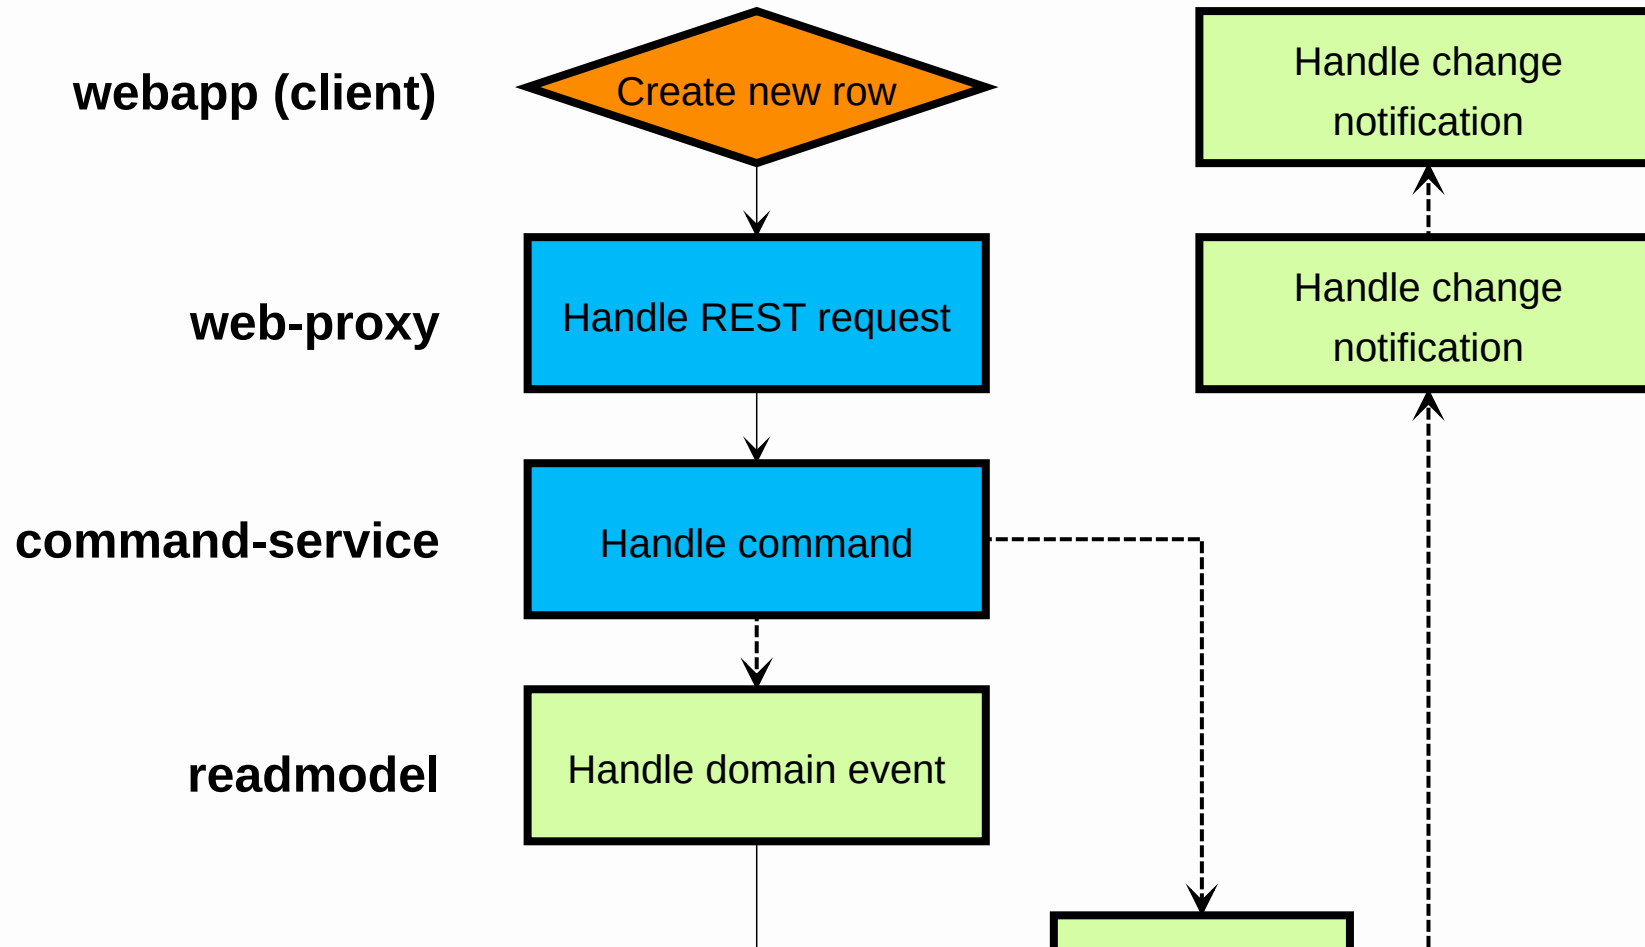 webapp (client)
Create new row
Handle change
notification
web-proxy
Handle REST request
Handle change
notification
command-service
Handle command
readmodel
Handle domain event